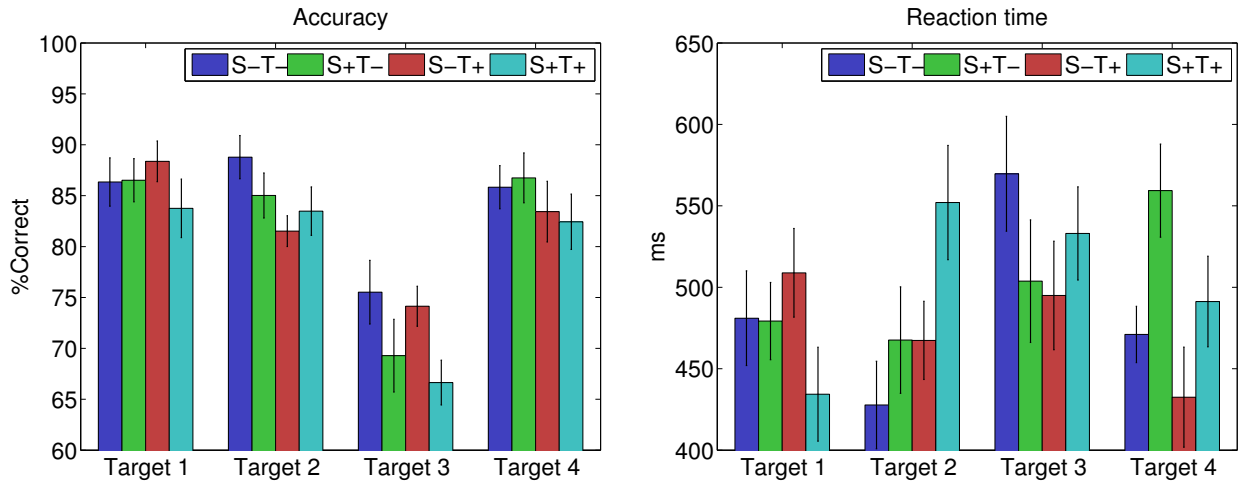 Accuracy
100
95
90
85
80
75
70
65
60
%Correct
S−T− S+T− S−T+ S+T+
Target 1 Target 2 Target 3 Target 4
Reaction time
650
600
550
500
450
400
ms
S−T− S+T− S−T+ S+T+
Target 1 Target 2 Target 3 Target 4